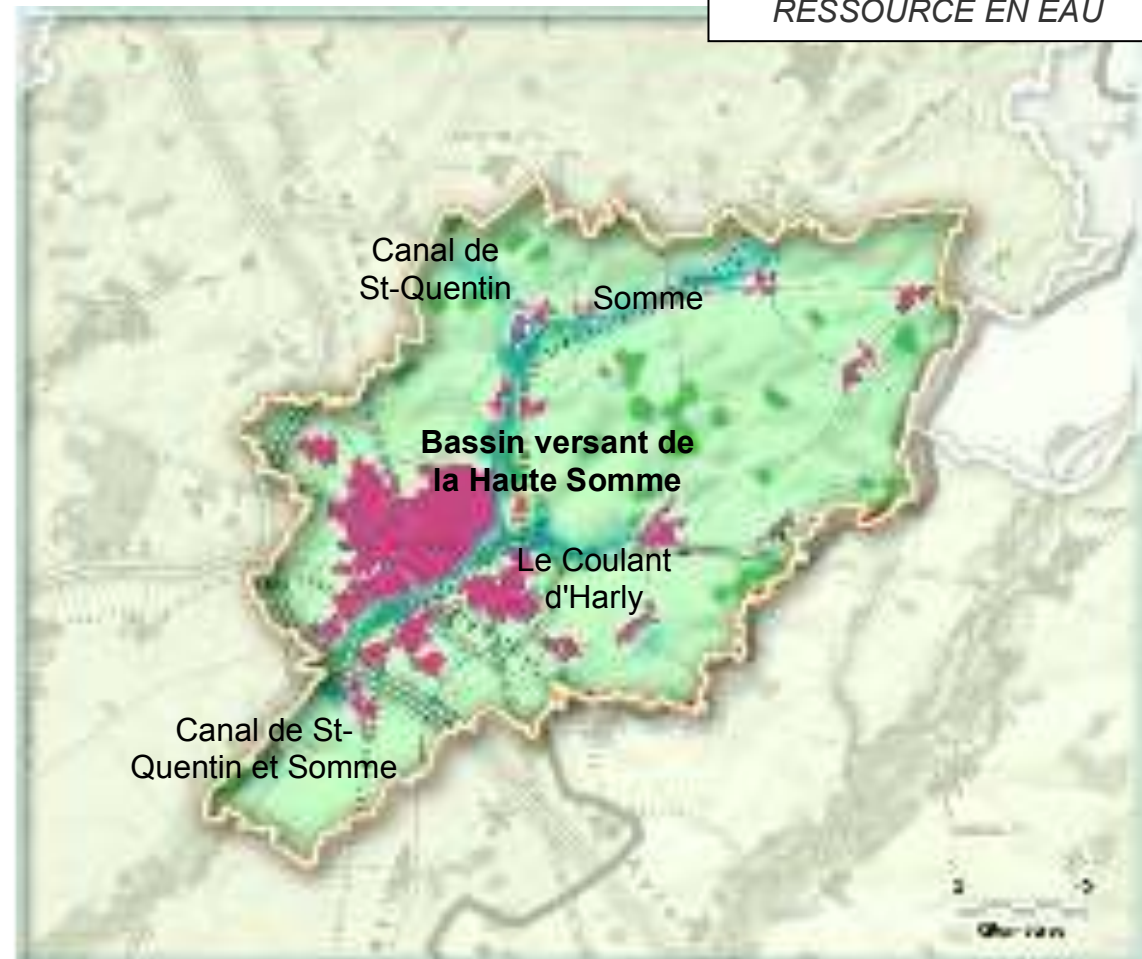 RESSOURCE EN EAU
Canal de
St-Quentin
Somme
Bassin versant de
la Haute Somme
Le Coulant
d'Harly
Canal de St-
Quentin et Somme